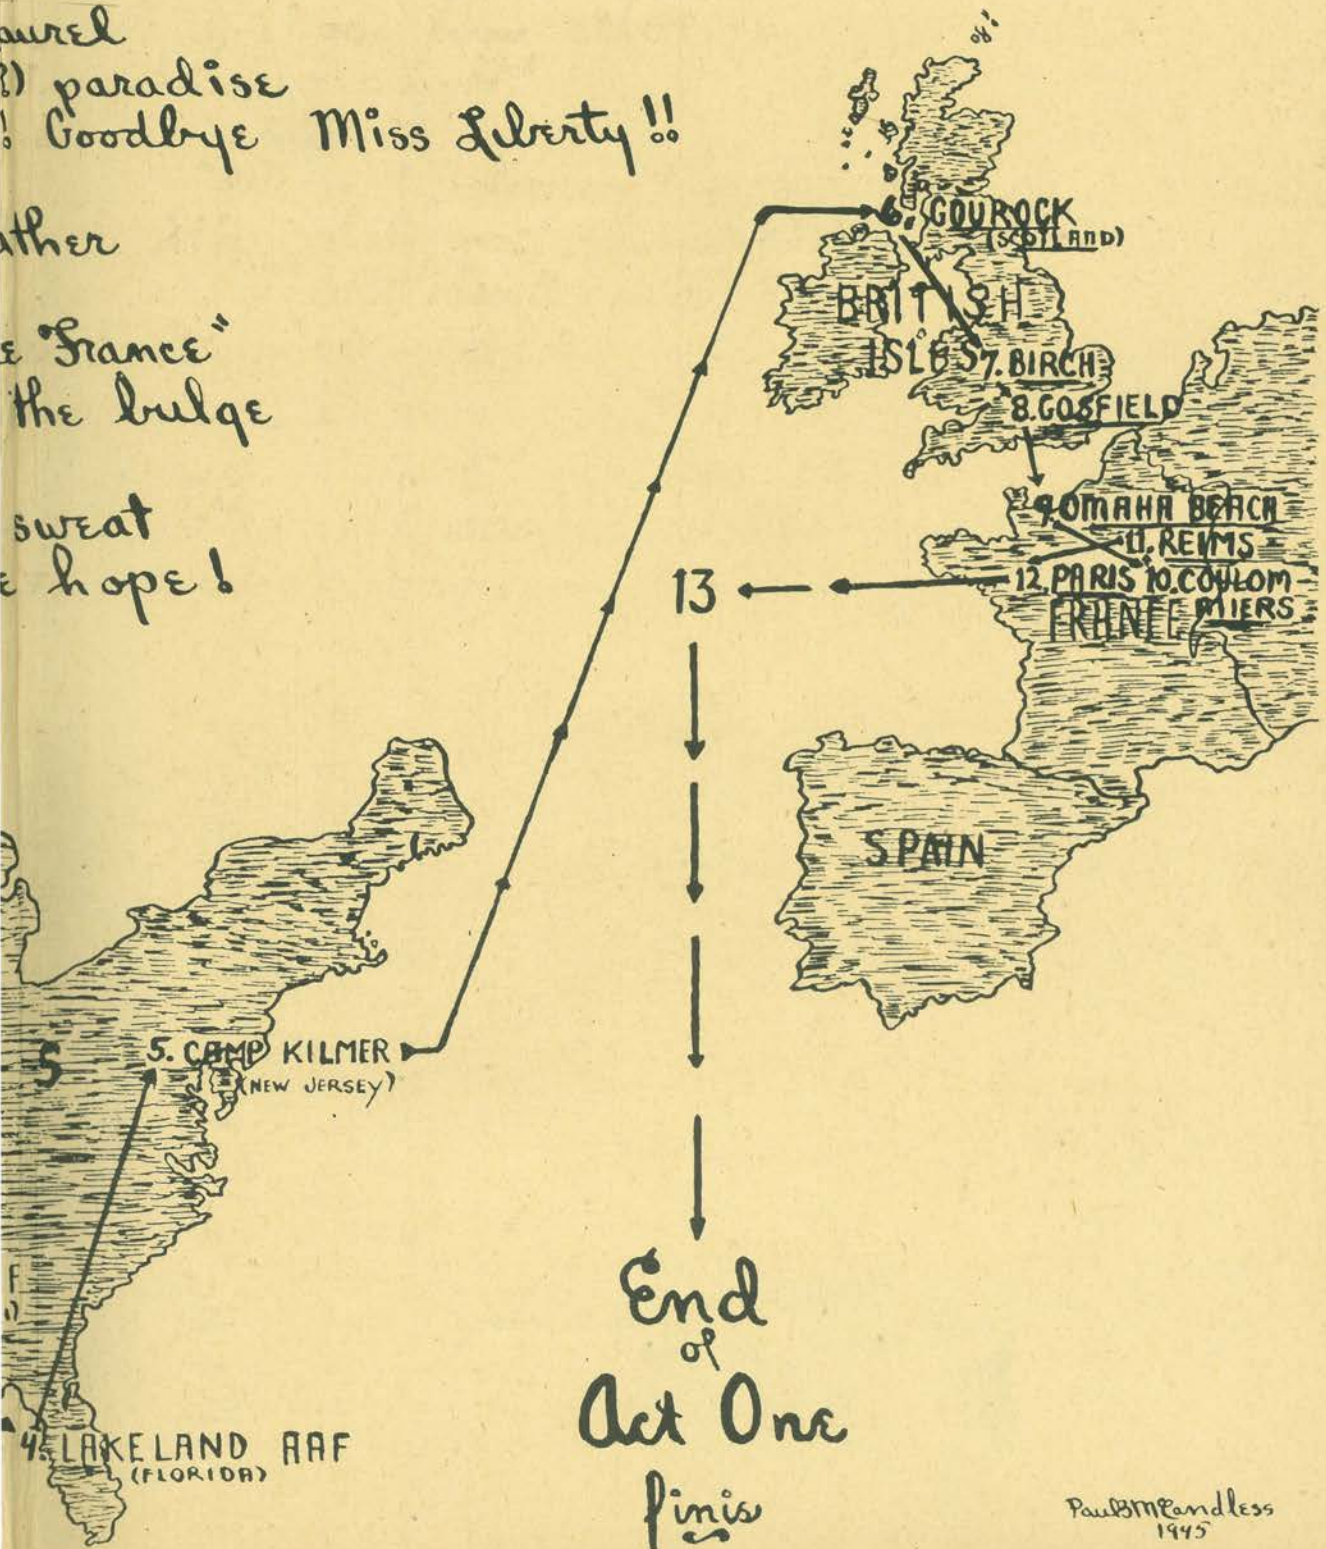 aurel
?) paradise
! Goodbye Miss Liberty!!
ather
e "France"
the bulge
sweat
e hope!
6. GOUROCK
(SCOTLAND)
BRITISH
ISLES
7. BIRCH
8. GOSFIELD
9. OMAHA BEACH
11. REIMS
12. PARIS 10. COULOM
MIERS
FRANCE
13
SPAIN
S
5. CAMP KILMER
(NEW JERSEY)
F
4. LAKELAND AAF
(FLORIDA)
End
of
Act One
finis
Paul B McCandless
1945